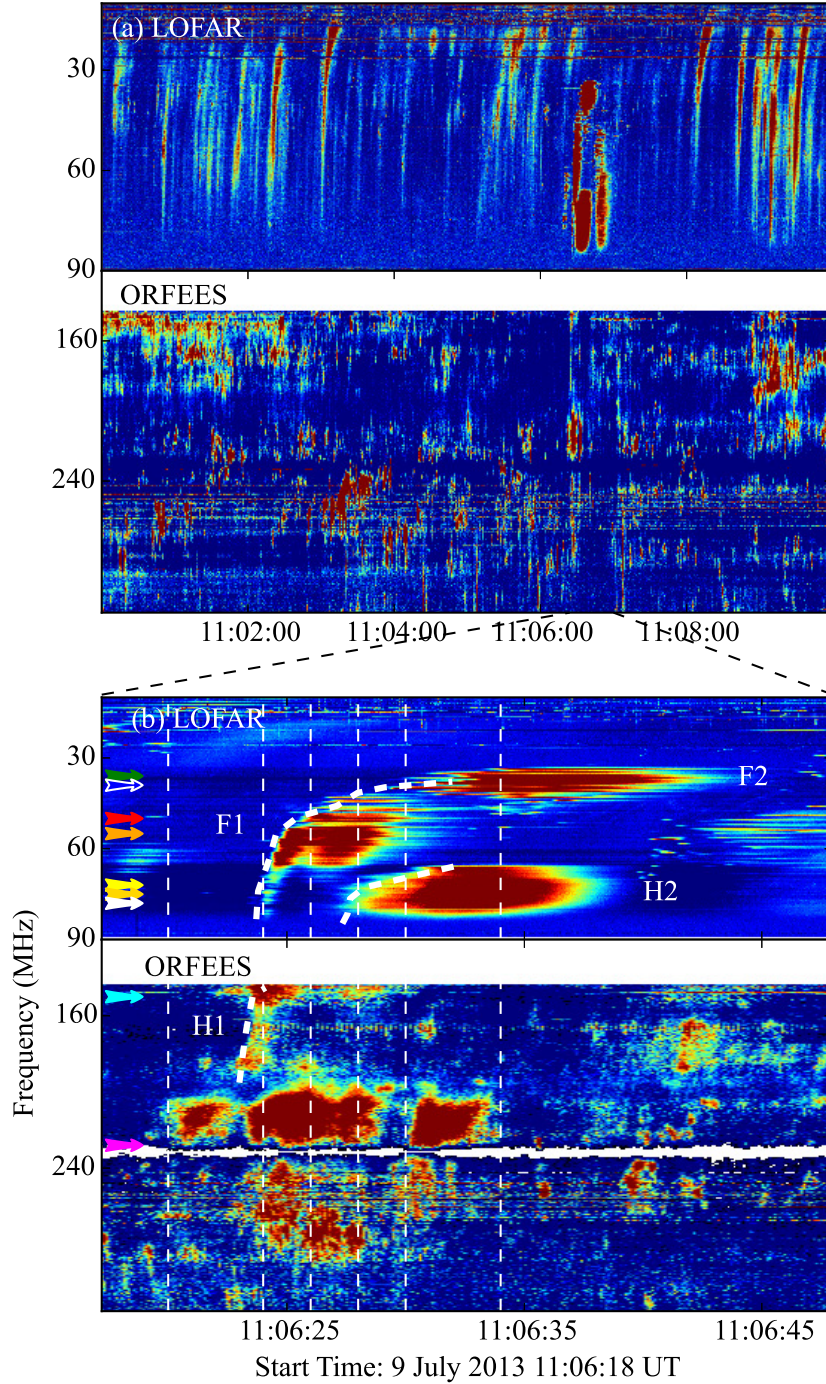 (a) LOFAR
30
60
90
ORFEES
160
240
11:02:00 11:04:00 11:06:00 11:08:00
(b) LOFAR
30
F2
F1
60
H2
90
ORFEES
H1
160
240
Frequency (MHz)
11:06:25 11:06:35 11:06:45
Start Time: 9 July 2013 11:06:18 UT